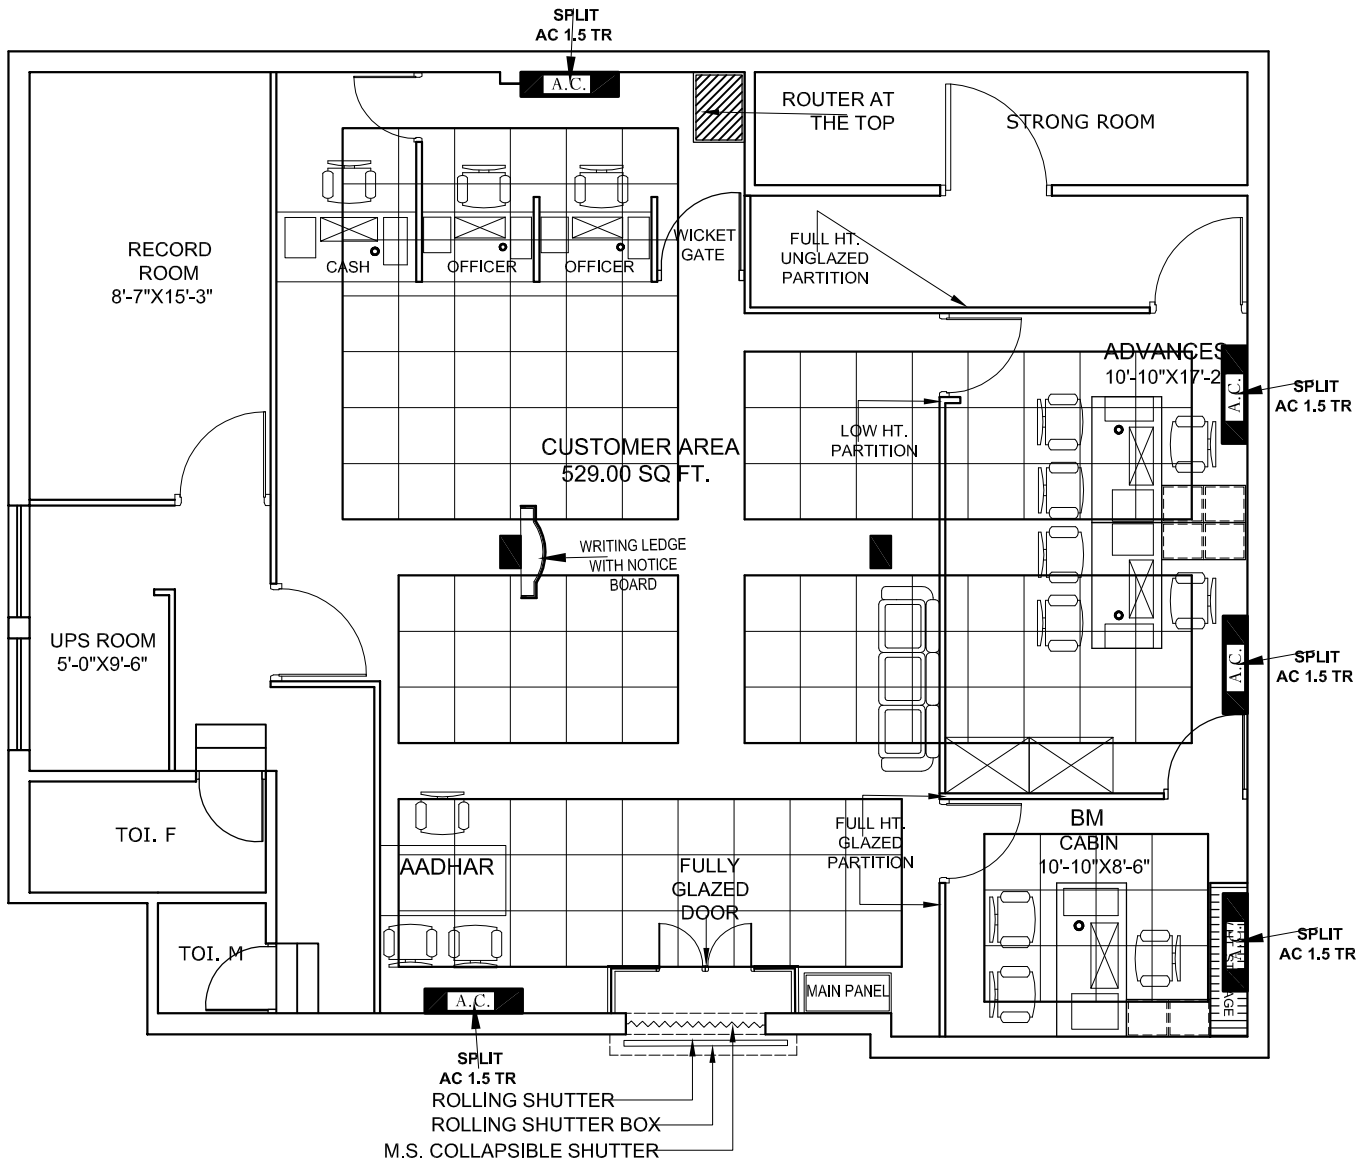 SPLIT
AC 1.5 TR
A.C.
ROUTER AT
THE TOP
STRONG ROOM
RECORD
ROOM
8'-7"X15'-3"
CASH
OFFICER
OFFICER
WICKET
GATE
FULL HT.
UNGLAZED
PARTITION
ADVANCES
10'-10"X17'-2
A.C.
SPLIT
AC 1.5 TR
LOW HT.
PARTITION
CUSTOMER AREA
529.00 SQ FT.
WRITING LEDGE
WITH NOTICE
BOARD
UPS ROOM
5'-0"X9'-6"
A.C.
SPLIT
AC 1.5 TR
TOI. F
AADHAR
FULLY
GLAZED
DOOR
FULL HT.
GLAZED
PARTITION
BM
CABIN
10'-10"X8'-6"
SPLIT
AC 1.5 TR
TOI. M
A.C.
MAIN PANEL
SPLIT
AC 1.5 TR
ROLLING SHUTTER
ROLLING SHUTTER BOX
M.S. COLLAPSIBLE SHUTTER